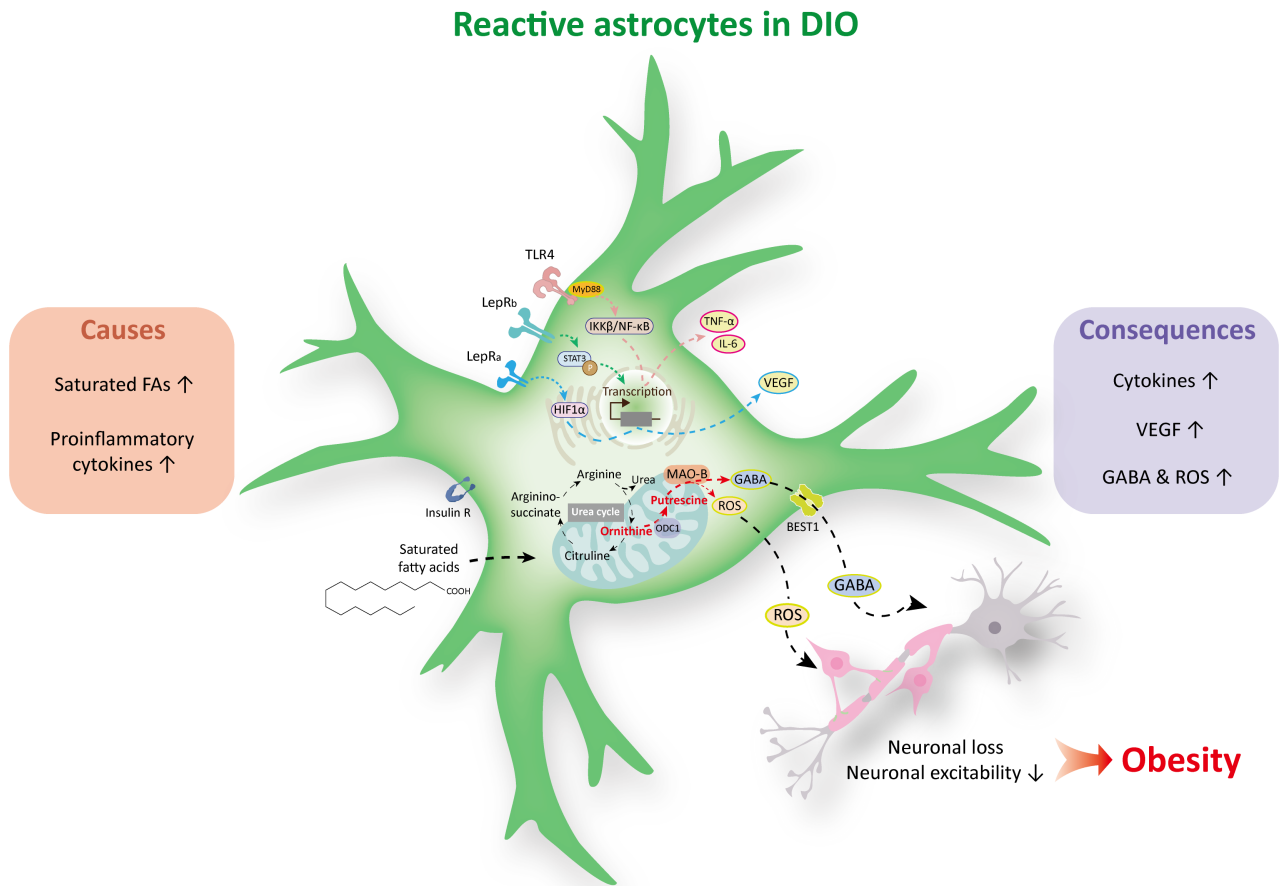 Reactive astrocytes in DIO
Causes
Saturated FAs ↑
Proinflammatory
cytokines ↑
TLR4
MyD88
LepRb
IKKβ/NF-κB
TNF-α
IL-6
LepRa
STAT3
P
Transcription
VEGF
HIF1α
Insulin R
Arginine
Urea
Arginino-
succinate
Urea cycle
Ornithine
Citruline
ODC1
Putrescine
MAO-B
GABA
ROS
BEST1
Saturated
fatty acids
COOH
GABA
ROS
Consequences
Cytokines ↑
VEGF ↑
GABA & ROS ↑
Neuronal loss
Neuronal excitability ↓
Obesity